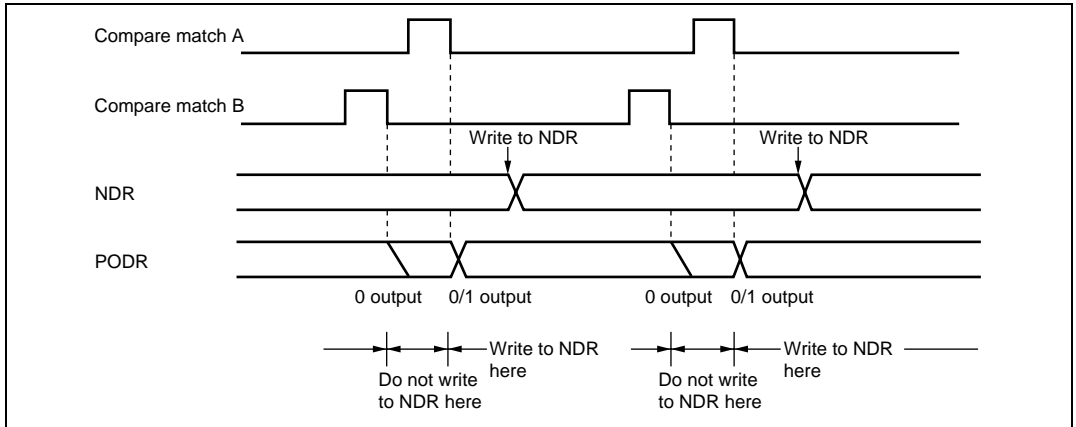 Compare match A
Compare match B
Write to NDR Write to NDR
NDR
PODR
0 output 0/1 output 0 output 0/1 output
Write to NDR here Write to NDR here
Do not write to NDR here Do not write to NDR here